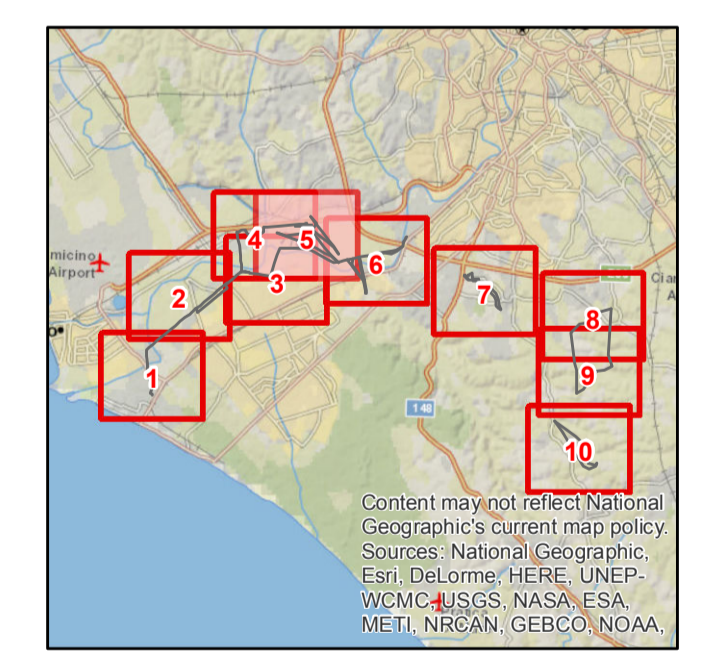 micino
Airport
4
5
6
3
2
7
Cia
A
8
1
9
148
10
Content may not reflect National
Geographic's current map policy.
Sources: National Geographic,
Esri, DeLorme, HERE, UNEP-
WCMC, USGS, NASA, ESA,
METI, NRCAN, GEBCO, NOAA,